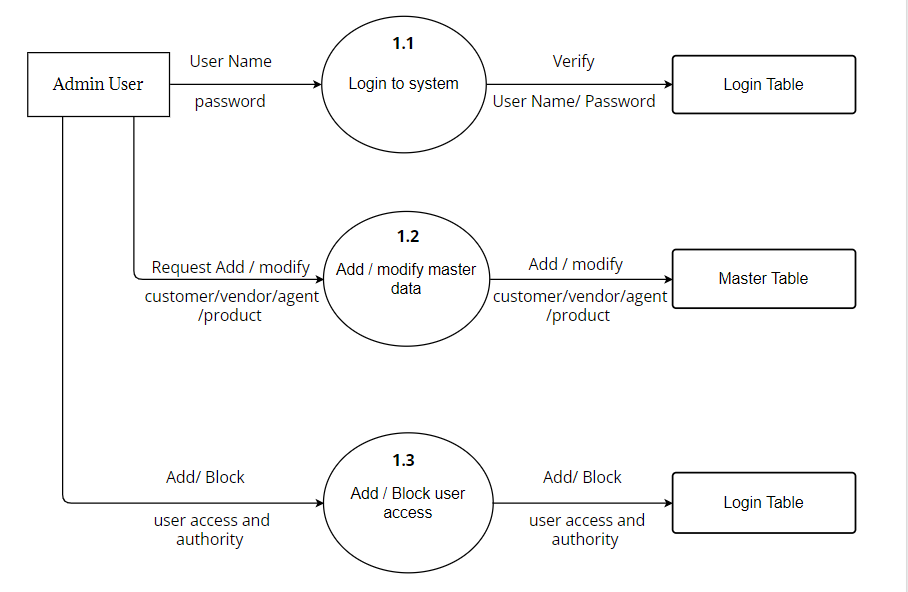 1.1
User Name
Verify
Admin User
Login to system
Login Table
password
User Name/ Password
1.2
Request Add / modify
Add / modify master
data
Add / modify
Master Table
customer/vendor/agent
/product
customer/vendor/agent
/product
1.3
Add/ Block
Add / Block user
access
Add/ Block
Login Table
user access and
authority
user access and
authority